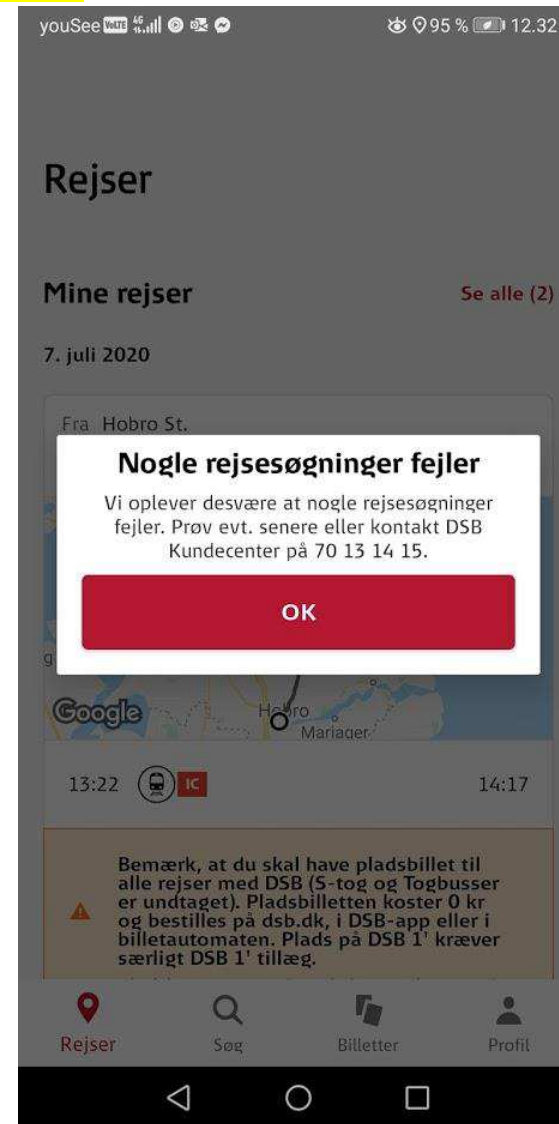 youSee VoLTE 4G 95 % 12.32
Rejser
Mine rejser Se alle (2)
7. juli 2020
Fra Hobro St.
Nogle rejsesøgninger fejler
Vi oplever desvære at nogle rejsesøgninger
fejler. Prøv evt. senere eller kontakt DSB
Kundecenter på 70 13 14 15.
OK
g
Google Hobro
Mariager
13:22 IC 14:17
Bemærk, at du skal have pladsbillet til
alle rejser med DSB (S-tog og Togbusser
er undtaget). Pladsbilletten koster 0 kr
og bestilles på dsb.dk, i DSB-app eller i
billetautomaten. Plads på DSB 1' kræver
særligt DSB 1' tillæg.
Rejser Søg Billetter Profil